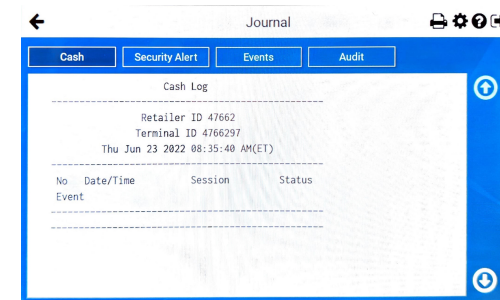 Journal
Cash Security Alert Events Audit
Cash Log
------------------------------------------------
Retailer ID 47662
Terminal ID 4766297
Thu Jun 23 2022 08:35:40 AM(ET)
------------------------------------------------
No Date/Time Session Status
Event
------------------------------------------------
------------------------------------------------